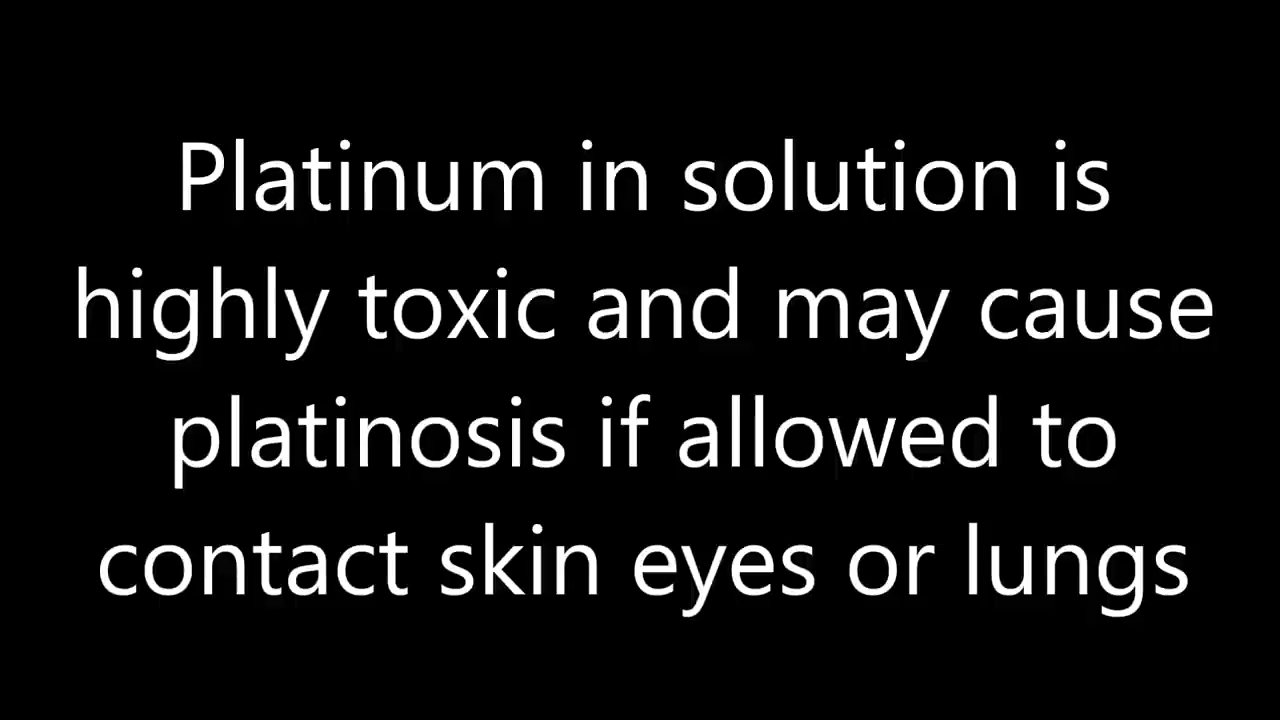 Platinum in solution is
highly toxic and may cause
platinosis if allowed to
contact skin eyes or lungs